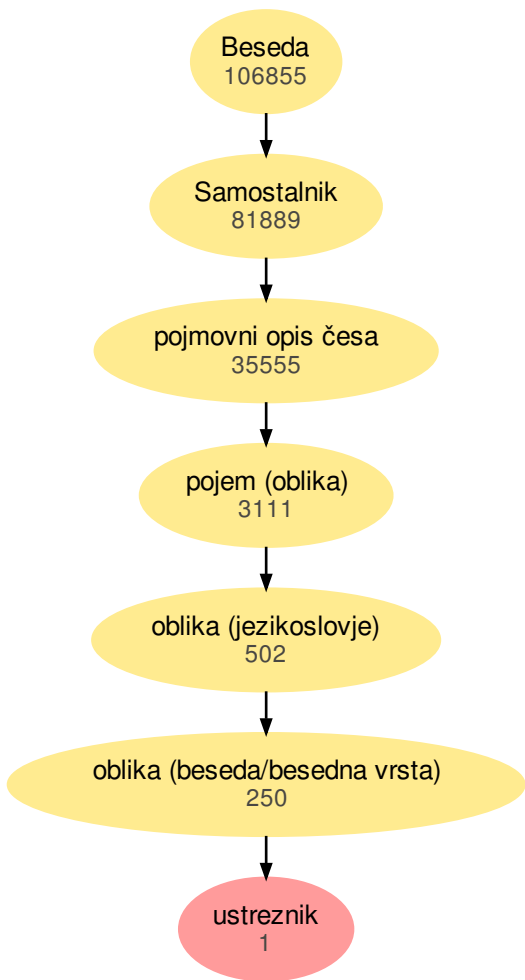 Beseda
106855
Samostalnik
81889
pojmovni opis česa
35555
pojem (oblika)
3111
oblika (jezikoslovje)
502
oblika (beseda/besedna vrsta)
250
ustreznik
1